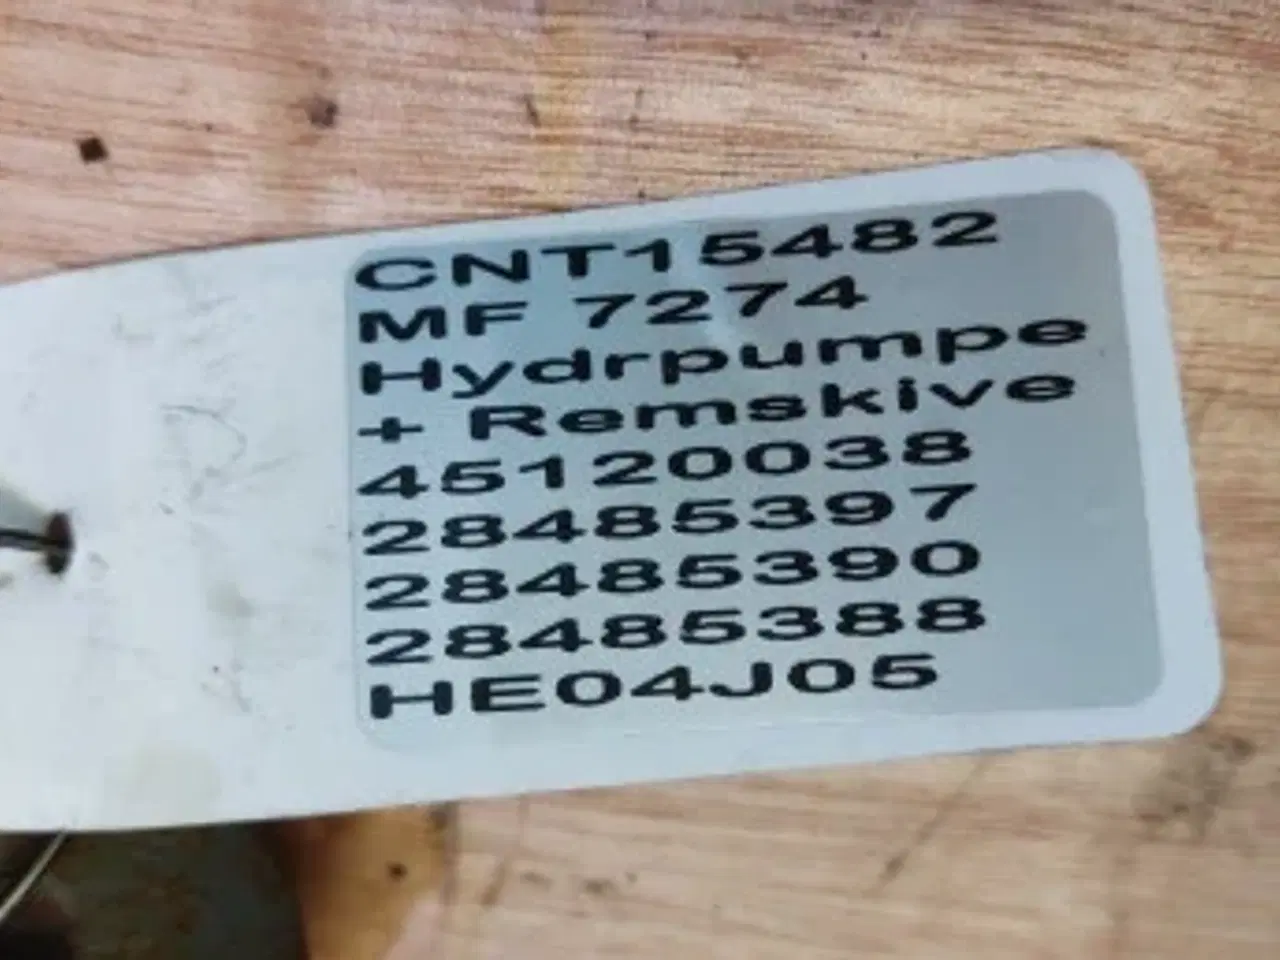 CNT15482
MF 7274
Hydrpumpe
+ Remskive
45120038
28485397
28485390
28485388
HE04J05